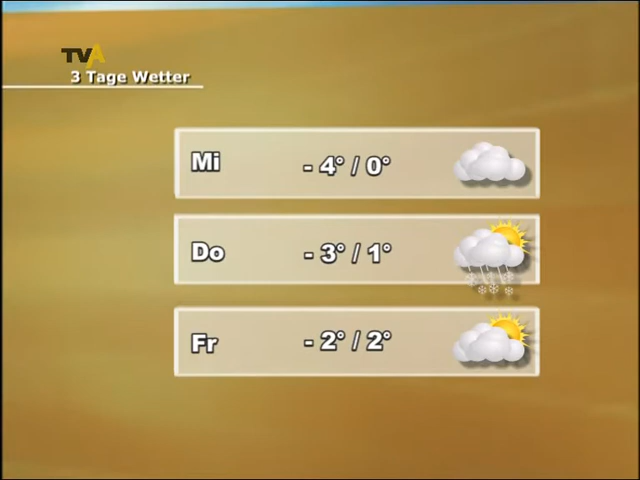 TVA
3 Tage Wetter
Mi - 4° / 0°
Do - 3° / 1°
Fr - 2° / 2°